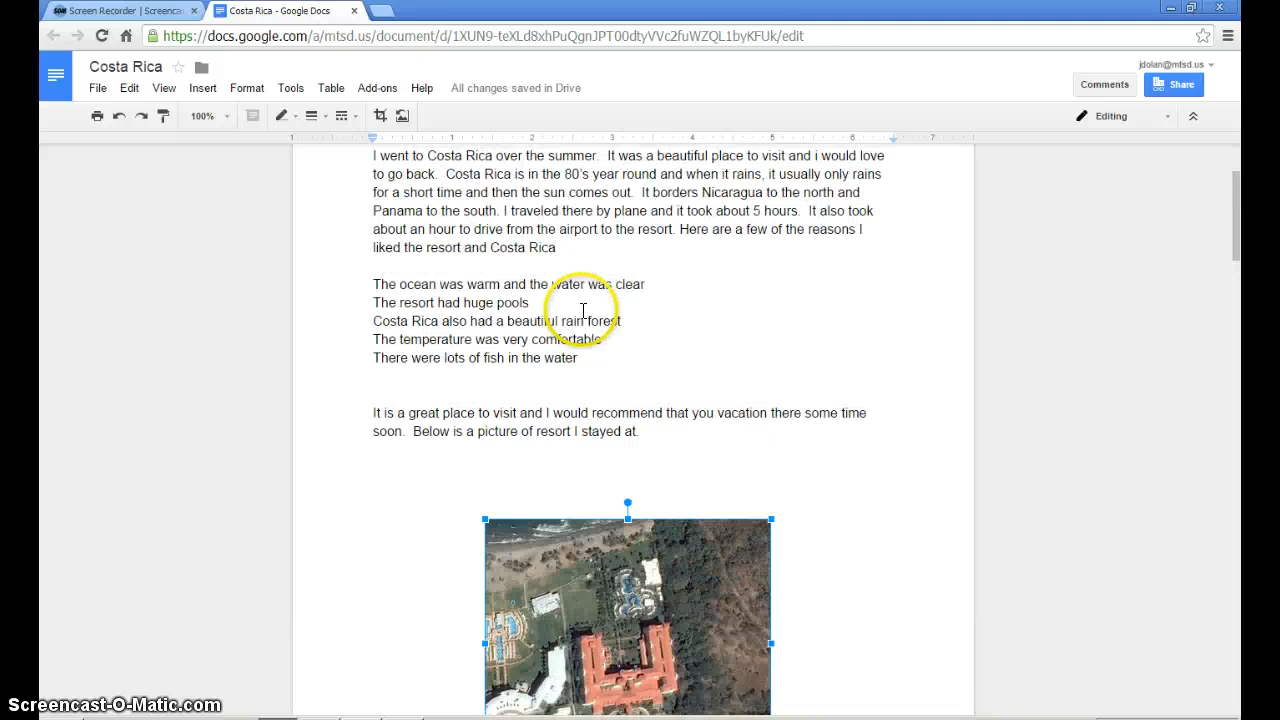 Screen Recorder | Screencas
Costa Rica - Google Docs
https://docs.google.com/a/mtsd.us/document/d/1XUN9-teXLd8xhPuQgnJPT00dtyVVc2fuWZQL1byKFUk/edit
Costa Rica
jdolan@mtsd.us
File Edit View Insert Format Tools Table Add-ons Help All changes saved in Drive
Comments
Share
100%
Editing
1 1 2 3 4 5 6 7
I went to Costa Rica over the summer. It was a beautiful place to visit and i would love
to go back. Costa Rica is in the 80's year round and when it rains, it usually only rains
for a short time and then the sun comes out. It borders Nicaragua to the north and
Panama to the south. I traveled there by plane and it took about 5 hours. It also took
about an hour to drive from the airport to the resort. Here are a few of the reasons I
liked the resort and Costa Rica
The ocean was warm and the water was clear
The resort had huge pools
Costa Rica also had a beautiful rain forest
The temperature was very comfortable
There were lots of fish in the water
It is a great place to visit and I would recommend that you vacation there some time
soon. Below is a picture of resort I stayed at.
Screencast-O-Matic.com